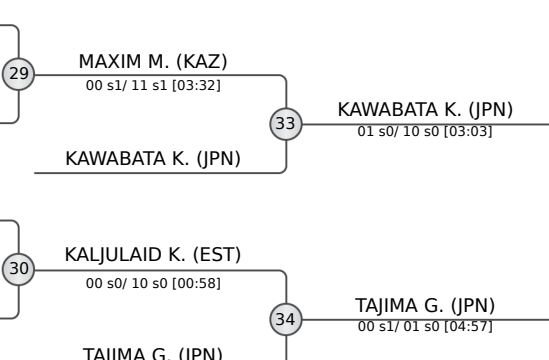 MAXIM M. (KAZ)
29
00 s1/ 11 s1 [03:32]
KAWABATA K. (JPN)
33
01 s0/ 10 s0 [03:03]
KAWABATA K. (JPN)
KALJULAID K. (EST)
30
00 s0/ 10 s0 [00:58]
TAJIMA G. (JPN)
34
00 s1/ 01 s0 [04:57]
TAJIMA G. (JPN)